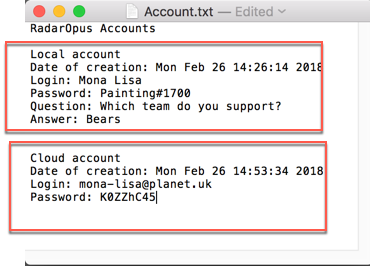 Account.txt — Edited
RadarOpus Accounts
Local account
Date of creation: Mon Feb 26 14:26:14 2018
Login: Mona Lisa
Password: Painting#1700
Question: Which team do you support?
Answer: Bears
Cloud account
Date of creation: Mon Feb 26 14:53:34 2018
Login: mona-lisa@planet.uk
Password: K0ZZhC45